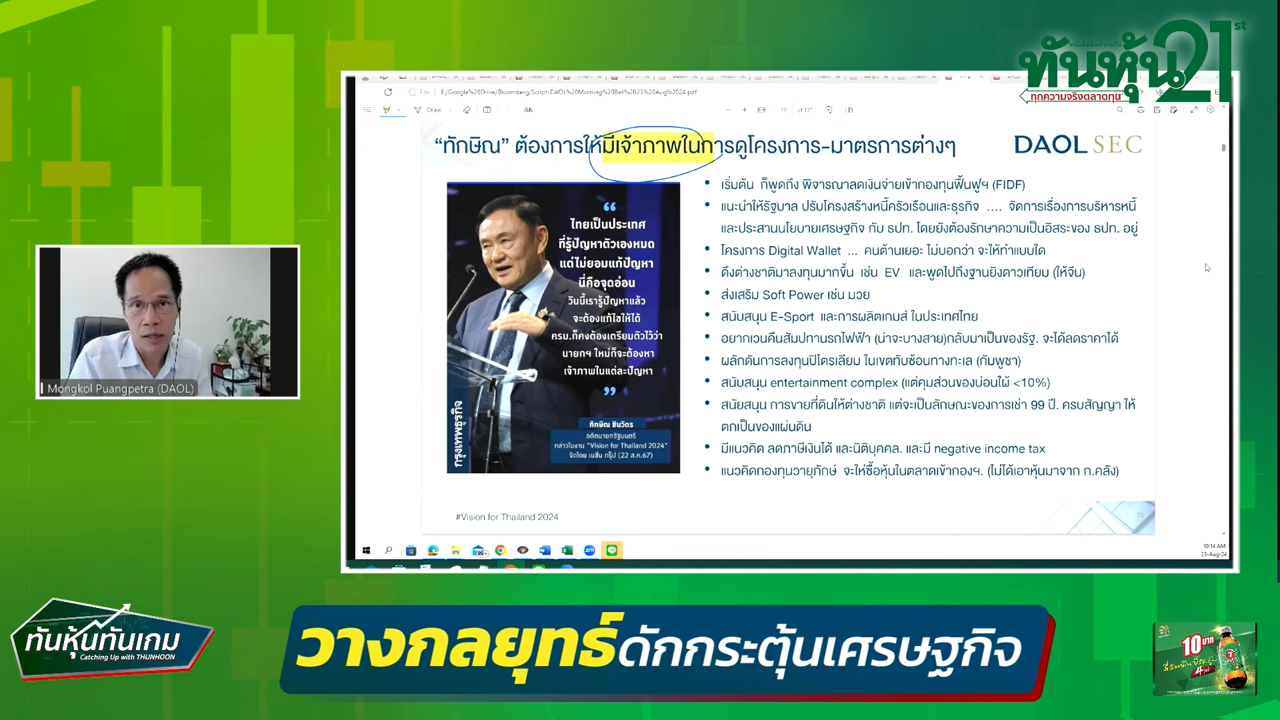 ทันหุ้น 21st
ทุกความจริงตลาดทุน
E:/Google%20Drive/Bloomberg/Script-DAOL%20Morning%20Bell%2023%20Aug%2024.pdf
"ทักษิณ" ต้องการให้มีเจ้าภาพในการดูโครงการ-มาตรการต่างๆ
DAOL SEC
“
ไทยเป็นประเทศ
ที่รู้ปัญหาตัวเองหมด
แต่ไม่ยอมแก้ปัญหา
นี่คือจุดอ่อน
วันนี้เรารู้ปัญหาแล้ว
จะต้องแก้ไขให้ได้
ครม.ก็คงต้องเตรียมตัวไว้ว่า
นายกฯ ใหม่ก็จะต้องหา
เจ้าภาพในแต่ละปัญหา
”
ทักษิณ ชินวัตร
อดีตนายกรัฐมนตรี
กล่าวในงาน "Vision for Thailand 2024"
จัดโดย เนชั่น กรุ๊ป (22 ส.ค.67)
กรุงเทพธุรกิจ
• เริ่มต้น ก็พูดถึง พิจารณาลดเงินจ่ายเข้ากองทุนฟื้นฟูฯ (FIDF)
• แนะนำให้รัฐบาล ปรับโครงสร้างหนี้ครัวเรือนและธุรกิจ .... จัดการเรื่องการบริหารหนี้
และประสานนโยบายเศรษฐกิจ กับ ธปท. โดยยังต้องรักษาความเป็นอิสระของ ธปท. อยู่
• โครงการ Digital Wallet ... คนต้านเยอะ ไม่บอกว่า จะให้ทำแบบใด
• ดึงต่างชาติมาลงทุนมากขึ้น เช่น EV และพูดไปถึงฐานยิงดาวเทียม (ให้จีน)
• ส่งเสริม Soft Power เช่น มวย
• สนับสนุน E-Sport และการผลิตเกมส์ ในประเทศไทย
• อยากเวนคืนสัมปทานรถไฟฟ้า (น่าจะบางสาย)กลับมาเป็นของรัฐ. จะได้ลดราคาได้
• ผลักดันการลงทุนปิโตรเลียม ในเขตทับซ้อนทางทะเล (กัมพูชา)
• สนับสนุน entertainment complex (แต่คุมส่วนของบ่อนให้ <10%)
• สนับสนุน การขายที่ดินให้ต่างชาติ แต่จะเป็นลักษณะของการเช่า 99 ปี. ครบสัญญา ให้
ตกเป็นของแผ่นดิน
• มีแนวคิด ลดภาษีเงินได้ และนิติบุคคล. และมี negative income tax
• แนวคิดกองทุนวายุภักษ์ จะให้ซื้อหุ้นในตลาดเข้ากองฯ. (ไม่ได้เอาหุ้นมาจาก ก.คลัง)
#Vision for Thailand 2024
10:14 AM
23-Aug-24
Mongkol Puangpetra (DAOL)
ทันหุ้นทันเกม
Catching Up with THUNHOON
วางกลยุทธ์ดักกระตุ้นเศรษฐกิจ
10 บาท